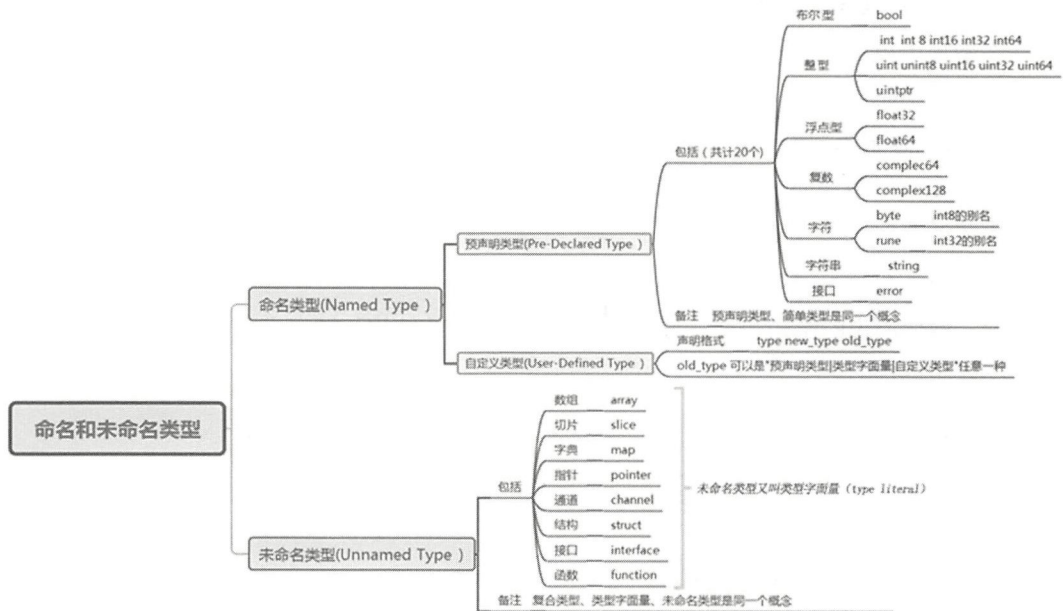 命名和未命名类型
命名类型(Named Type )
预声明类型(Pre-Declared Type )
包括 ( 共计20个)
布尔型 bool
整型
int int 8 int16 int32 int64
uint unint8 uint16 uint32 uint64
uintptr
浮点型
float32
float64
复数
complec64
complex128
字符
byte int8的别名
rune int32的别名
字符串 string
接口 error
备注 预声明类型、简单类型是同一个概念
自定义类型(User-Defined Type )
声明格式 type new_type old_type
old_type 可以是"预声明类型|类型字面量|自定义类型"任意一种
未命名类型(Unnamed Type )
包括
数组 array
切片 slice
字典 map
指针 pointer
通道 channel
结构 struct
接口 interface
函数 function
未命名类型又叫类型字面量（type literal）
备注 复合类型、类型字面量、未命名类型是同一个概念